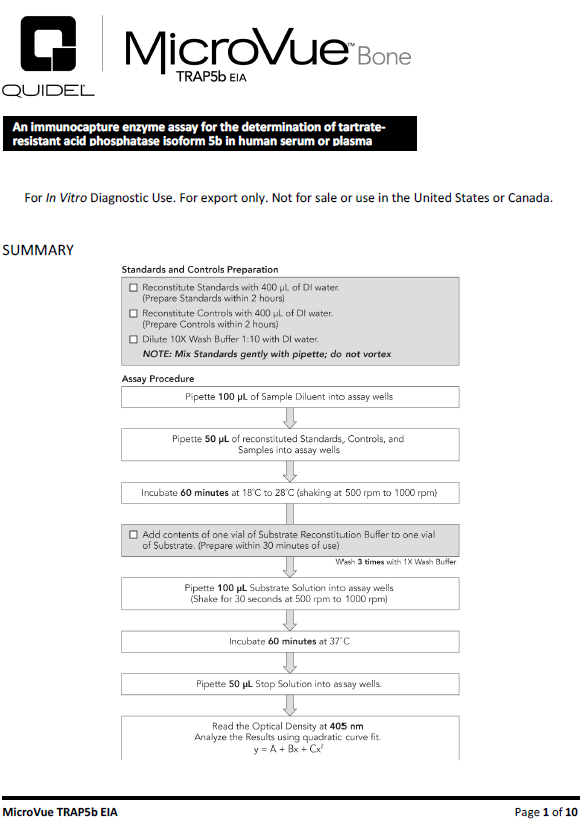 QUIDEL
MicroVue™ Bone
TRAP5b EIA
An immunocapture enzyme assay for the determination of tartrate-
resistant acid phosphatase isoform 5b in human serum or plasma
For In Vitro Diagnostic Use. For export only. Not for sale or use in the United States or Canada.
SUMMARY
Standards and Controls Preparation
☐ Reconstitute Standards with 400 µL of DI water.
(Prepare Standards within 2 hours)
☐ Reconstitute Controls with 400 µL of DI water.
(Prepare Controls within 2 hours)
☐ Dilute 10X Wash Buffer 1:10 with DI water.
NOTE: Mix Standards gently with pipette; do not vortex
Assay Procedure
Pipette 100 µL of Sample Diluent into assay wells
Pipette 50 µL of reconstituted Standards, Controls, and
Samples into assay wells
Incubate 60 minutes at 18˚C to 28˚C (shaking at 500 rpm to 1000 rpm)
☐ Add contents of one vial of Substrate Reconstitution Buffer to one vial
of Substrate. (Prepare within 30 minutes of use)
Wash 3 times with 1X Wash Buffer
Pipette 100 µL Substrate Solution into assay wells
(Shake for 30 seconds at 500 rpm to 1000 rpm)
Incubate 60 minutes at 37˚C
Pipette 50 µL Stop Solution into assay wells.
Read the Optical Density at 405 nm
Analyze the Results using quadratic curve fit.
y = A + Bx + Cx²
MicroVue TRAP5b EIA
Page 1 of 10